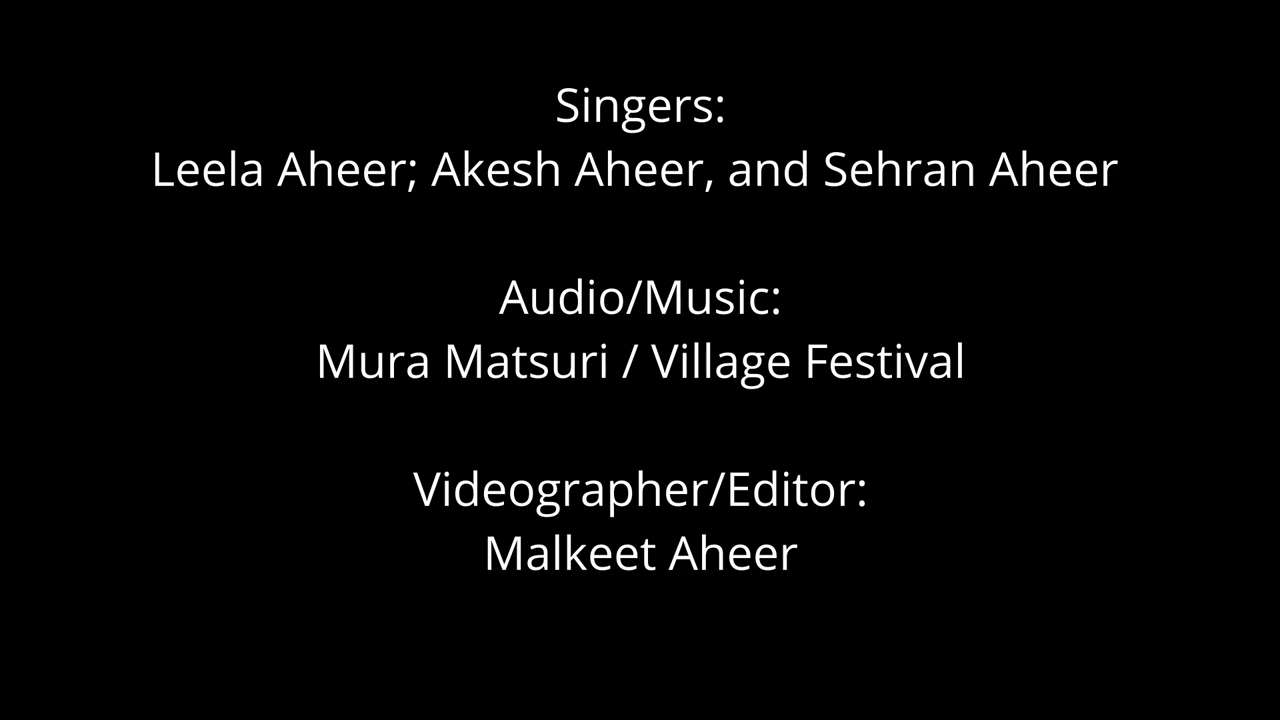 Singers:
Leela Aheer; Akesh Aheer, and Sehran Aheer
Audio/Music:
Mura Matsuri / Village Festival
Videographer/Editor:
Malkeet Aheer